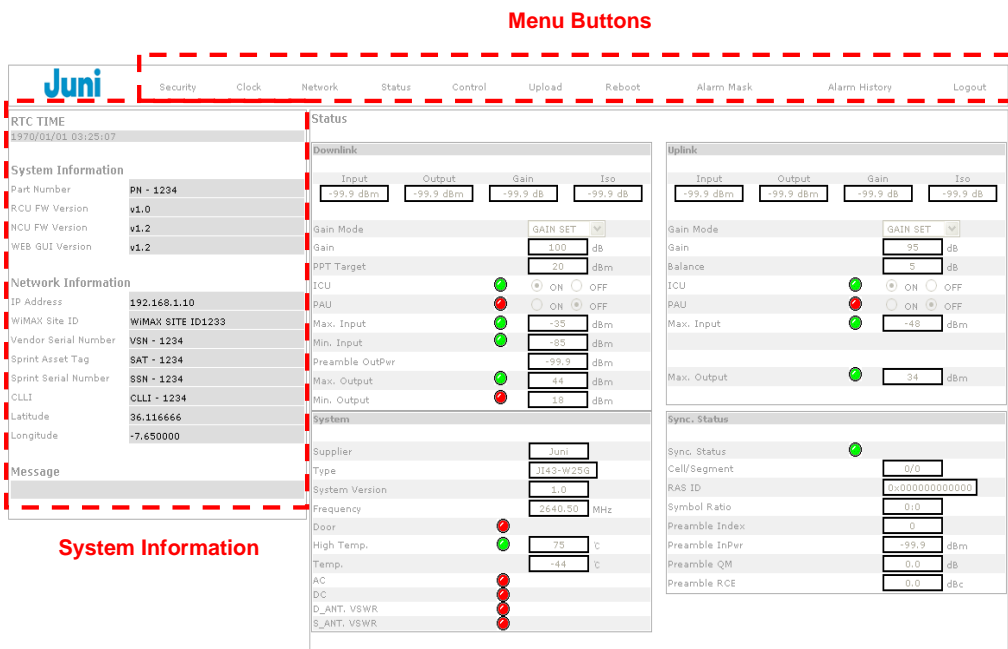 Menu Buttons
Juni
Security Clock Network Status Control Upload Reboot Alarm Mask Alarm History Logout
RTC TIME
1970/01/01 03:25:07
System Information
Part Number PN - 1234
RCU FW Version v1.0
NCU FW Version v1.2
WEB GUI Version v1.2
Network Information
IP Address 192.168.1.10
WiMAX Site ID WiMAX SITE ID1233
Vendor Serial Number VSN - 1234
Sprint Asset Tag SAT - 1234
Sprint Serial Number SSN - 1234
CLLI CLLI - 1234
Latitude 36.116666
Longitude -7.650000
Message
System Information
Status
Downlink
Input Output Gain Iso
-99.9 dBm -99.9 dBm -99.9 dB -99.9 dB
Gain Mode GAIN SET
Gain 100 dB
PPT Target 20 dBm
ICU ON OFF
PAU ON OFF
Max. Input -35 dBm
Min. Input -85 dBm
Preamble OutPwr -99.9 dBm
Max. Output 44 dBm
Min. Output 18 dBm
Uplink
Input Output Gain Iso
-99.9 dBm -99.9 dBm -99.9 dB -99.9 dB
Gain Mode GAIN SET
Gain 95 dB
Balance 5 dB
ICU ON OFF
PAU ON OFF
Max. Input -48 dBm
Max. Output 34 dBm
System
Supplier Juni
Type JI43-W25G
System Version 1.0
Frequency 2640.50 MHz
Door
High Temp. 75 ℃
Temp. -44 ℃
AC
DC
D_ANT. VSWR
S_ANT. VSWR
Sync. Status
Sync. Status
Cell/Segment 0/0
RAS ID 0x000000000000
Symbol Ratio 0:0
Preamble Index 0
Preamble InPwr -99.9 dBm
Preamble QM 0.0 dB
Preamble RCE 0.0 dBc